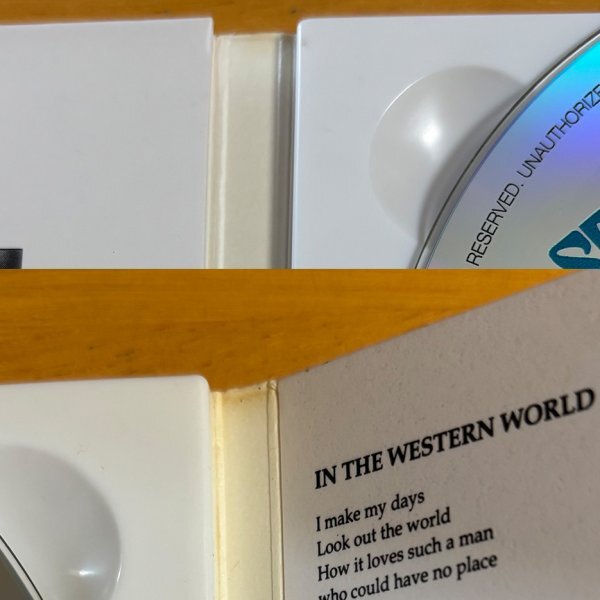 RESERVED. UNAUTHORIZE
SE
IN THE WESTERN WORLD
I make my days
Look out the world
How it loves such a man
who could have no place